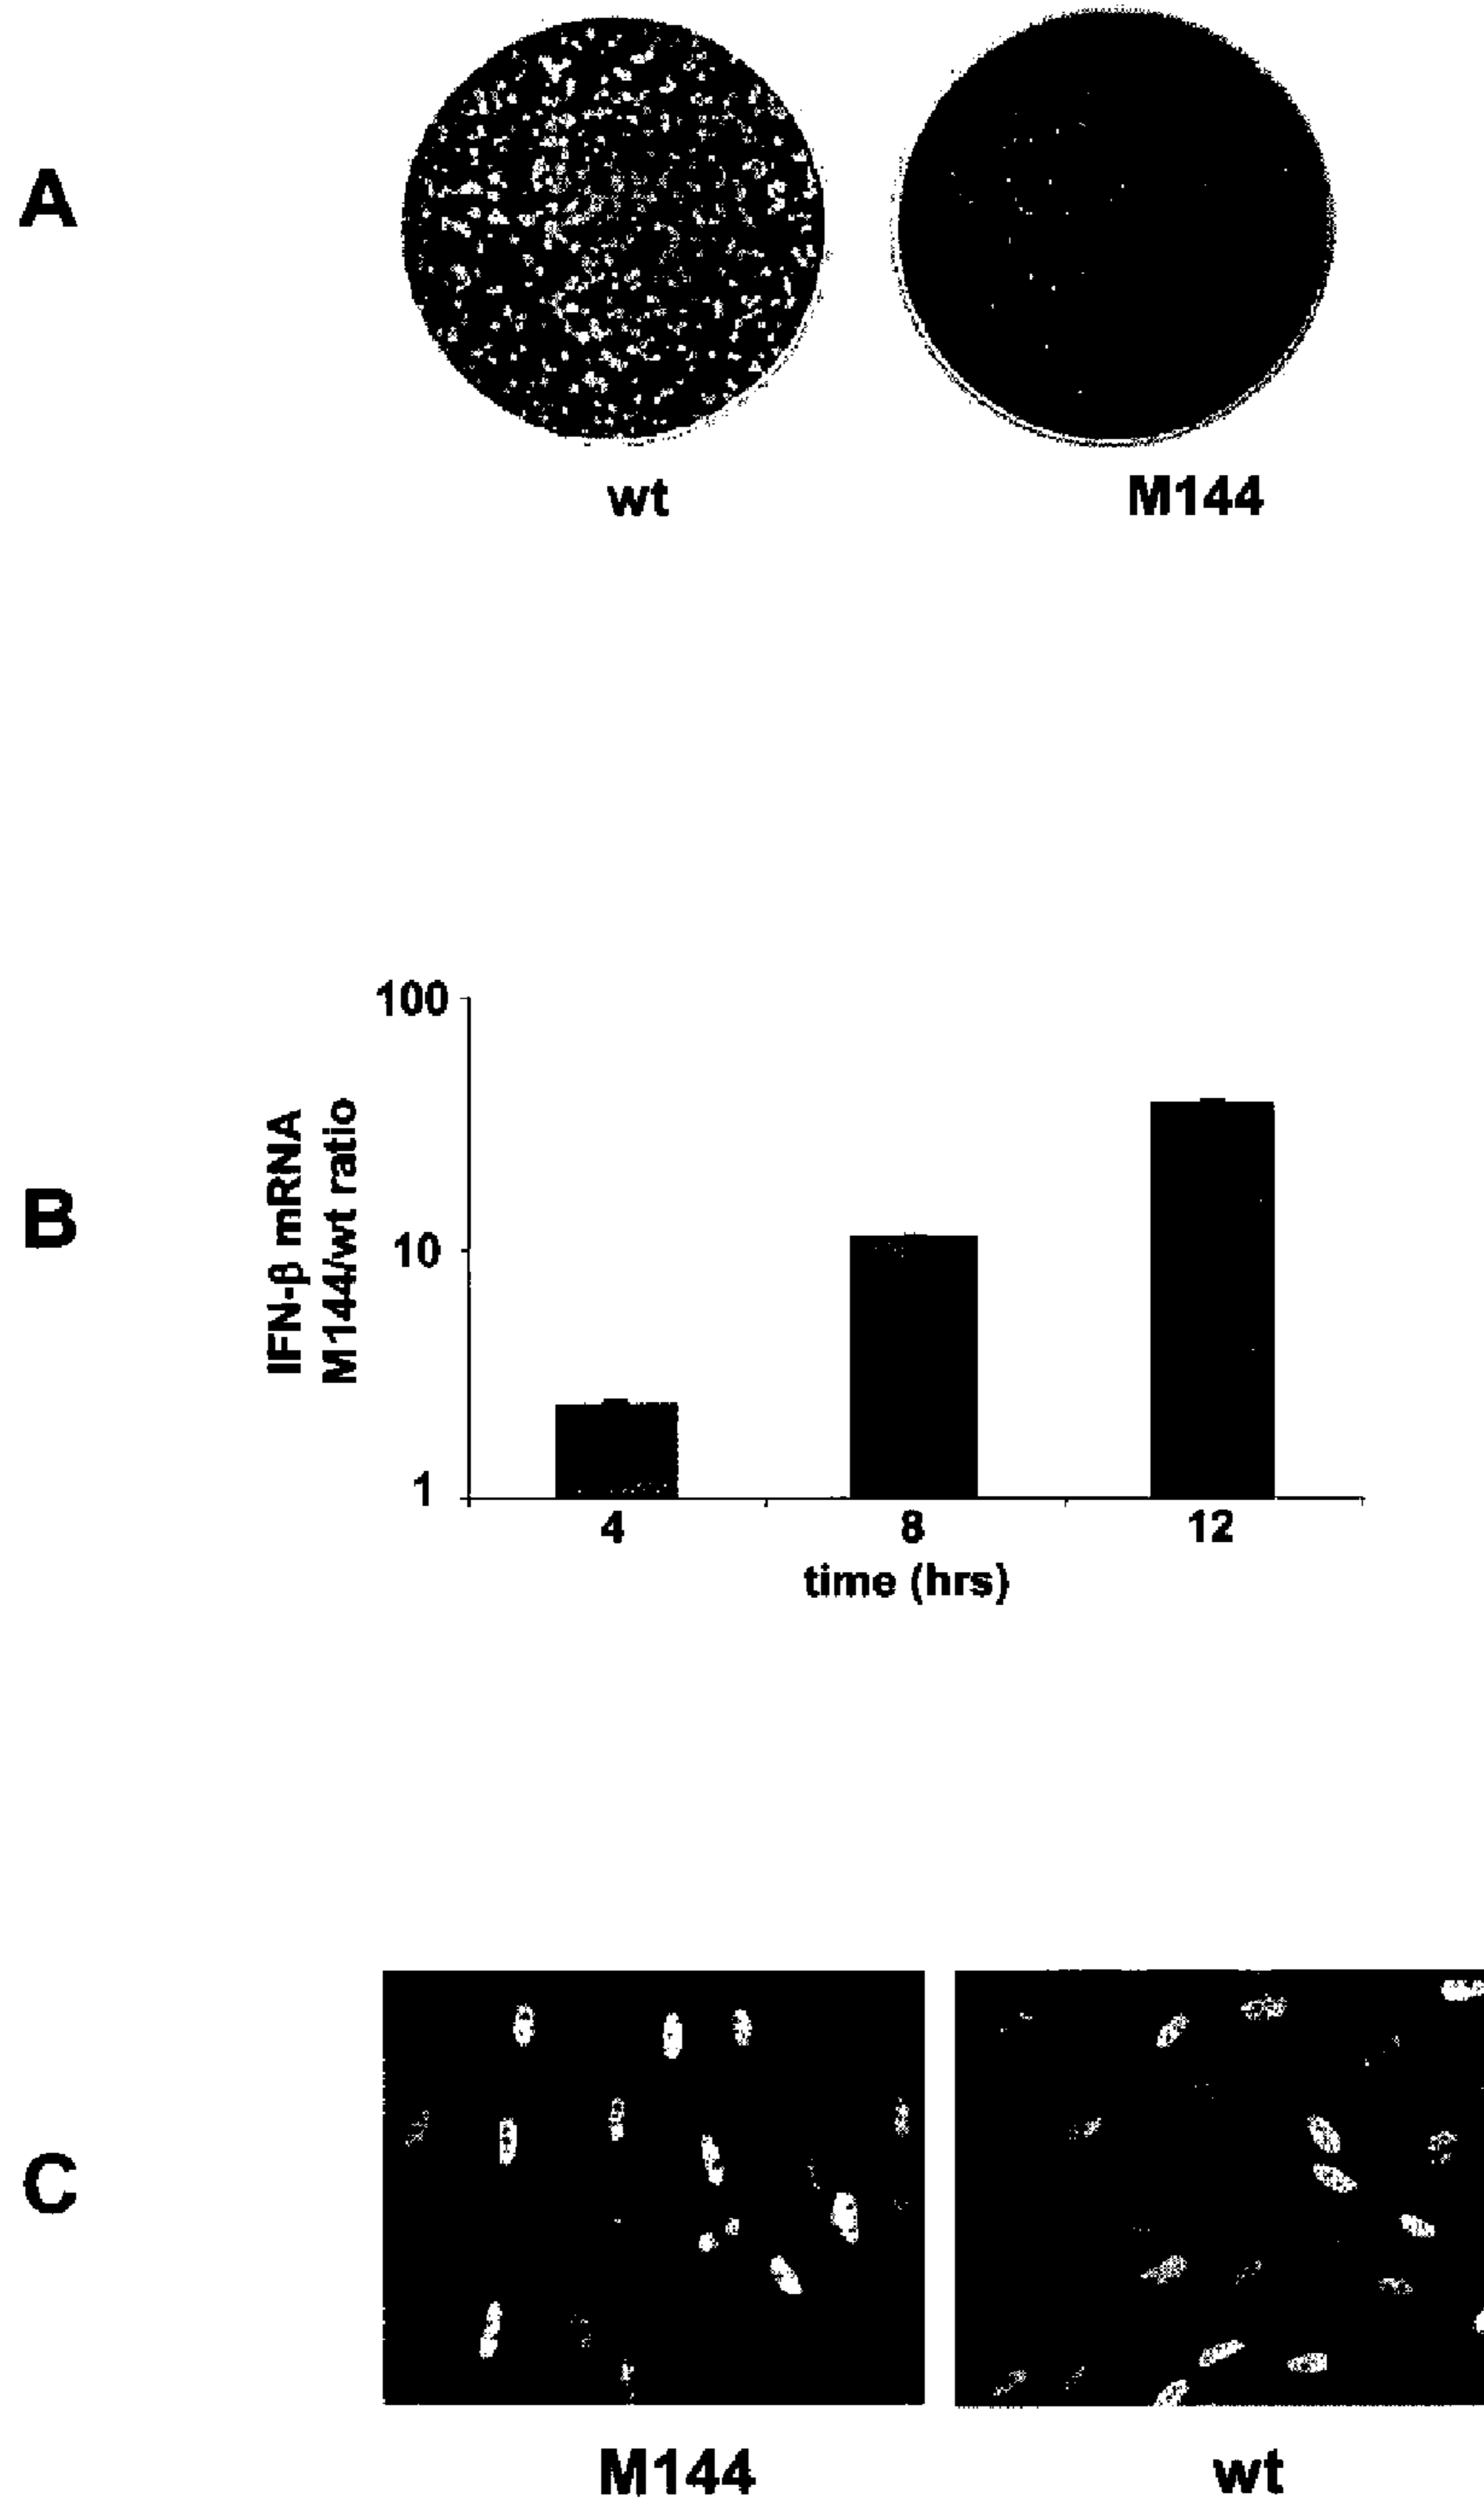 A
wt
M144
B
IFN-β mRNA
M144/wt ratio
100
10
1
4
8
12
time (hrs)
C
M144
wt